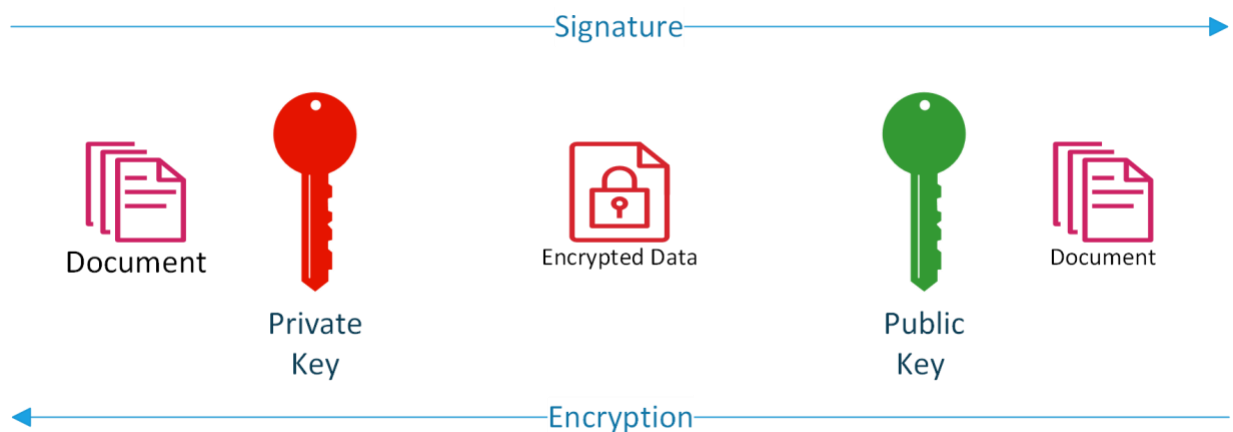 Signature
Document
Private
Key
Encrypted Data
Public
Key
Document
Encryption